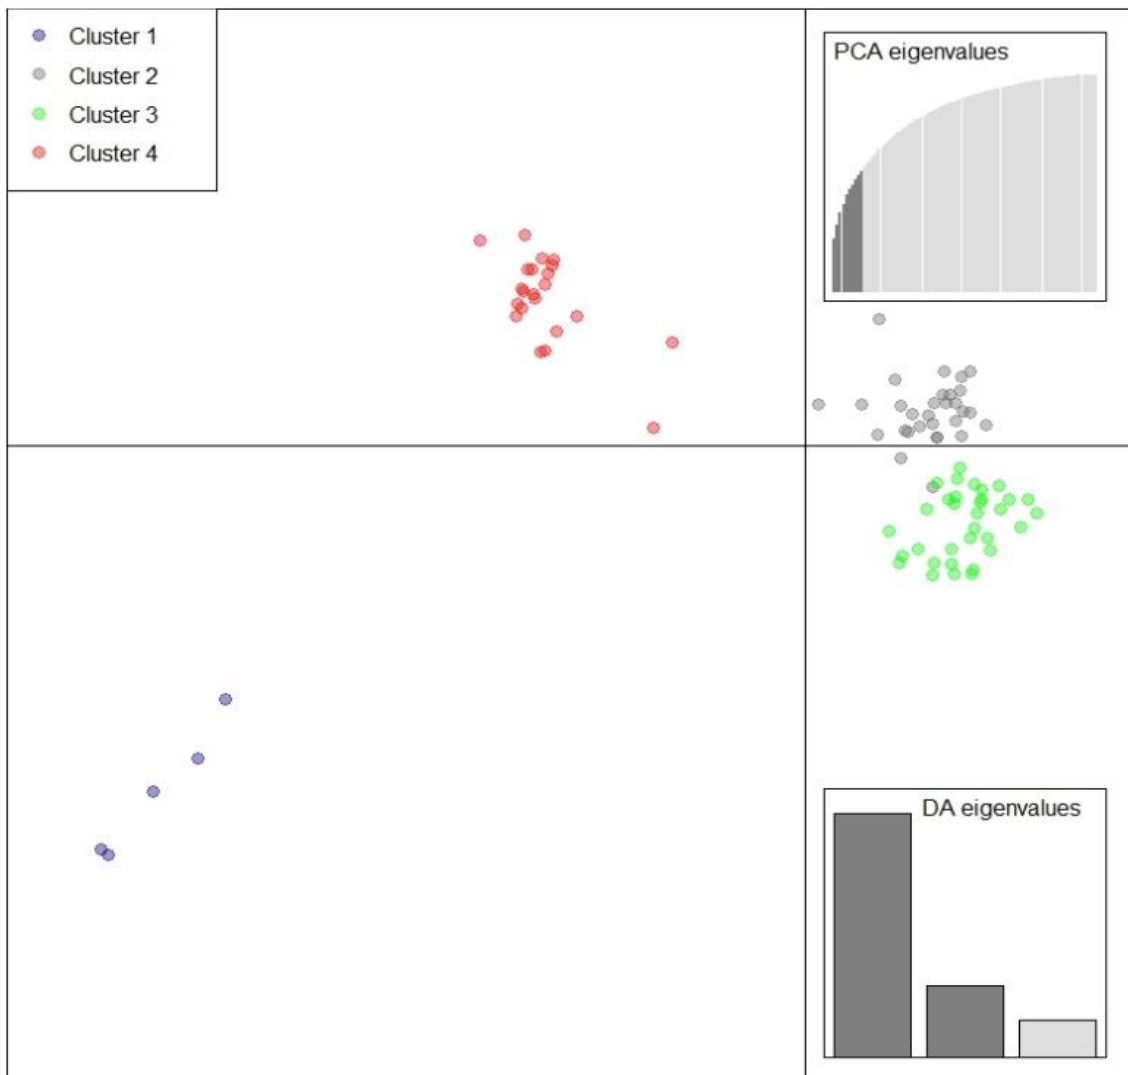 Cluster 1
Cluster 2
Cluster 3
Cluster 4
PCA eigenvalues
DA eigenvalues